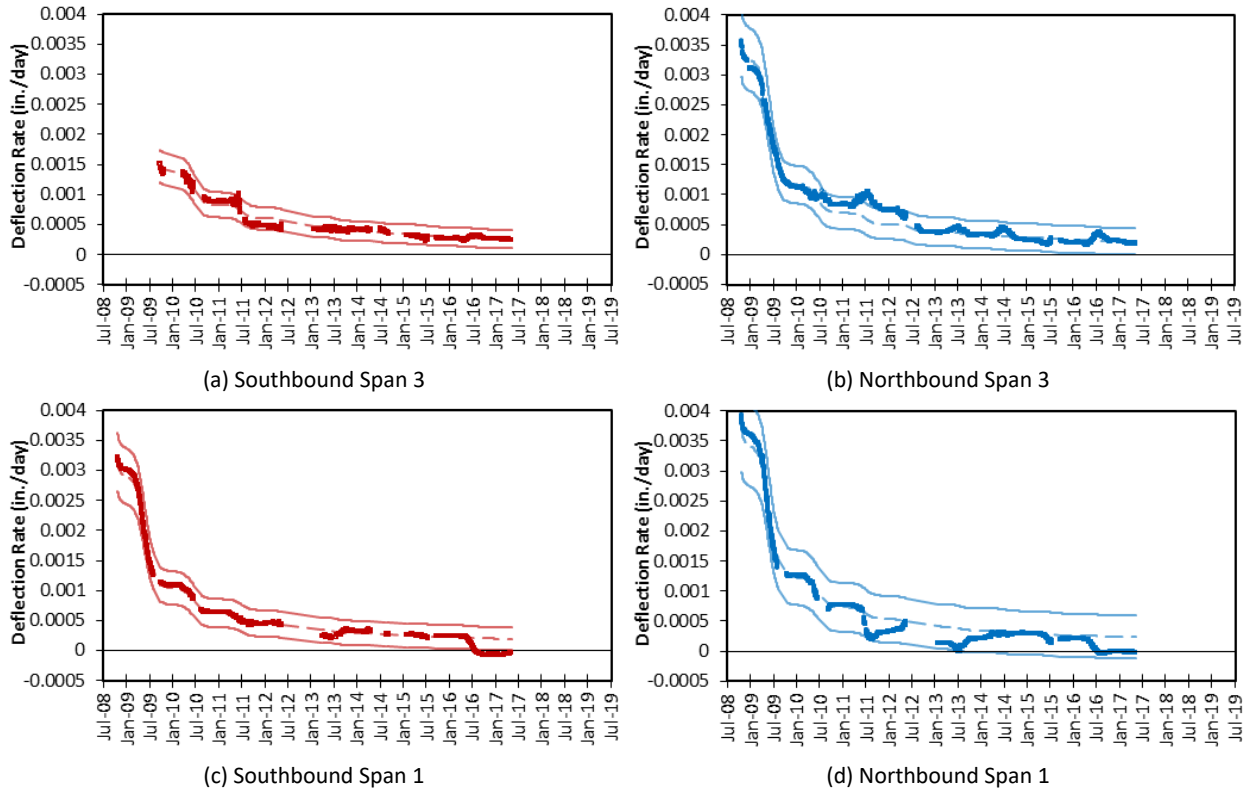 Deflection Rate (in./day)
0.004
0.0035
0.003
0.0025
0.002
0.0015
0.001
0.0005
0
-0.0005
Jul-08
Jan-09
Jul-09
Jan-10
Jul-10
Jan-11
Jul-11
Jan-12
Jul-12
Jan-13
Jul-13
Jan-14
Jul-14
Jan-15
Jul-15
Jan-16
Jul-16
Jan-17
Jul-17
Jan-18
Jul-18
Jan-19
Jul-19
(a) Southbound Span 3
Deflection Rate (in./day)
0.004
0.0035
0.003
0.0025
0.002
0.0015
0.001
0.0005
0
-0.0005
Jul-08
Jan-09
Jul-09
Jan-10
Jul-10
Jan-11
Jul-11
Jan-12
Jul-12
Jan-13
Jul-13
Jan-14
Jul-14
Jan-15
Jul-15
Jan-16
Jul-16
Jan-17
Jul-17
Jan-18
Jul-18
Jan-19
Jul-19
(b) Northbound Span 3
Deflection Rate (in./day)
0.004
0.0035
0.003
0.0025
0.002
0.0015
0.001
0.0005
0
-0.0005
Jul-08
Jan-09
Jul-09
Jan-10
Jul-10
Jan-11
Jul-11
Jan-12
Jul-12
Jan-13
Jul-13
Jan-14
Jul-14
Jan-15
Jul-15
Jan-16
Jul-16
Jan-17
Jul-17
Jan-18
Jul-18
Jan-19
Jul-19
(c) Southbound Span 1
Deflection Rate (in./day)
0.004
0.0035
0.003
0.0025
0.002
0.0015
0.001
0.0005
0
-0.0005
Jul-08
Jan-09
Jul-09
Jan-10
Jul-10
Jan-11
Jul-11
Jan-12
Jul-12
Jan-13
Jul-13
Jan-14
Jul-14
Jan-15
Jul-15
Jan-16
Jul-16
Jan-17
Jul-17
Jan-18
Jul-18
Jan-19
Jul-19
(d) Northbound Span 1